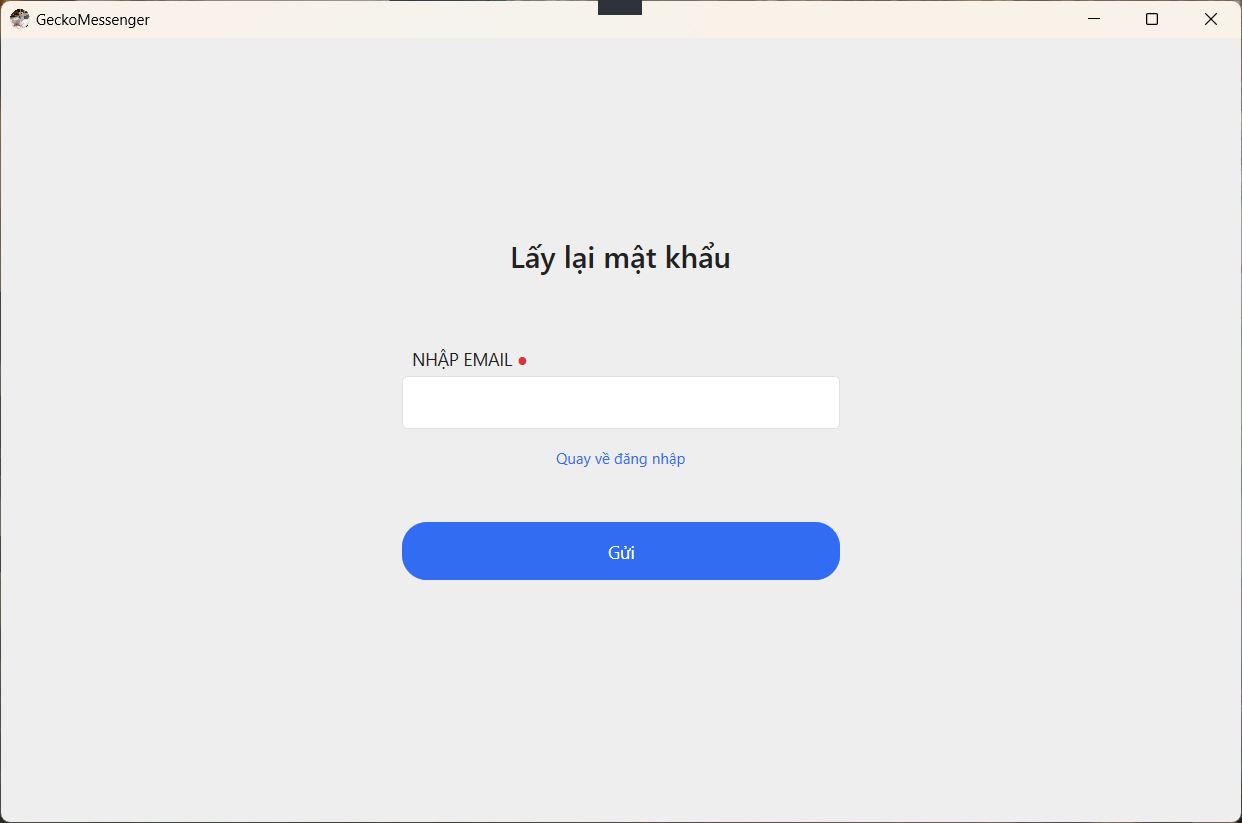 GeckoMessenger
Lấy lại mật khẩu
NHẬP EMAIL
Quay về đăng nhập
Gửi